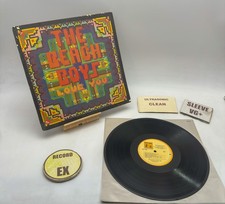 THE
BEACH
BOYS
LOVE YOU
ULTRASONIC
CLEAN
SLEEVE
VG+
RECORD
EX